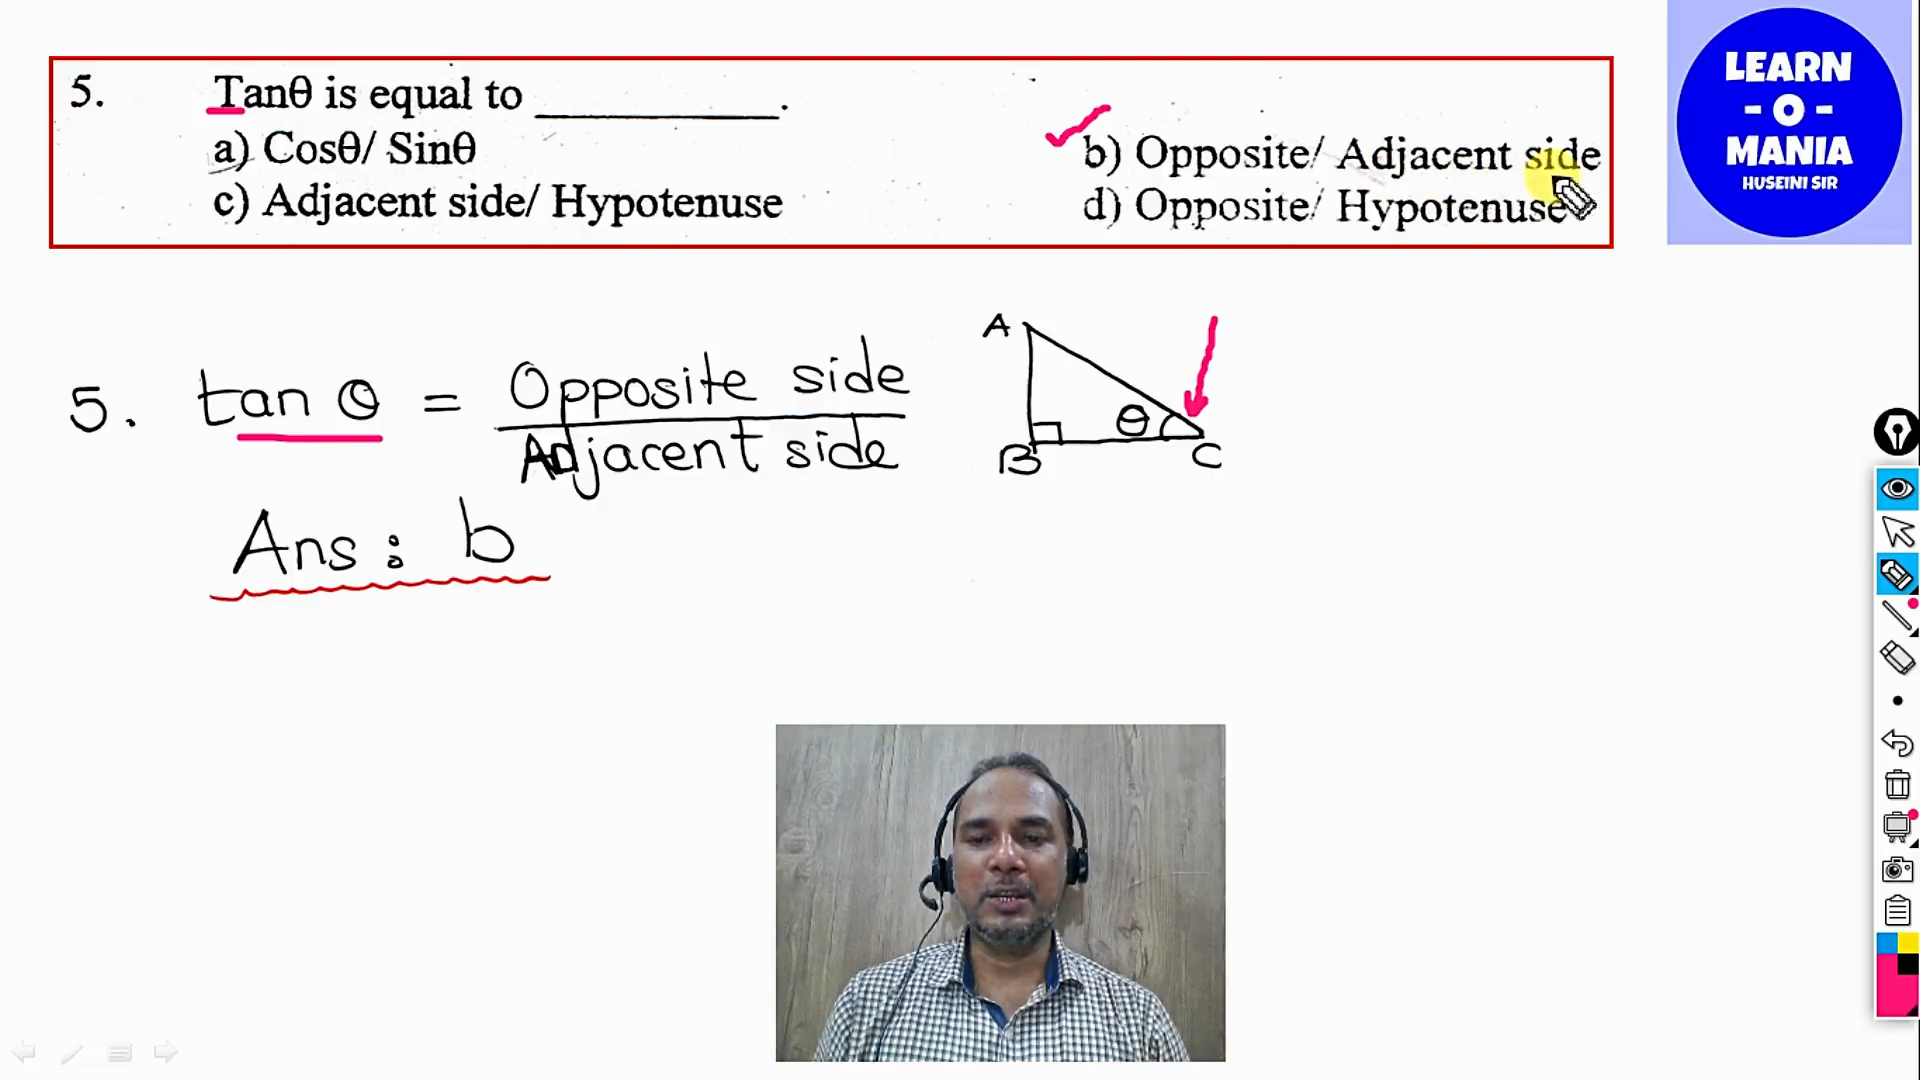 5. Tanθ is equal to __________.
a) Cosθ/ Sinθ
b) Opposite/ Adjacent side
c) Adjacent side/ Hypotenuse
d) Opposite/ Hypotenuse
LEARN
- O -
MANIA
HUSEINI SIR
5. tan θ = Opposite side
Adjacent side
A
B
θ
C
Ans : b